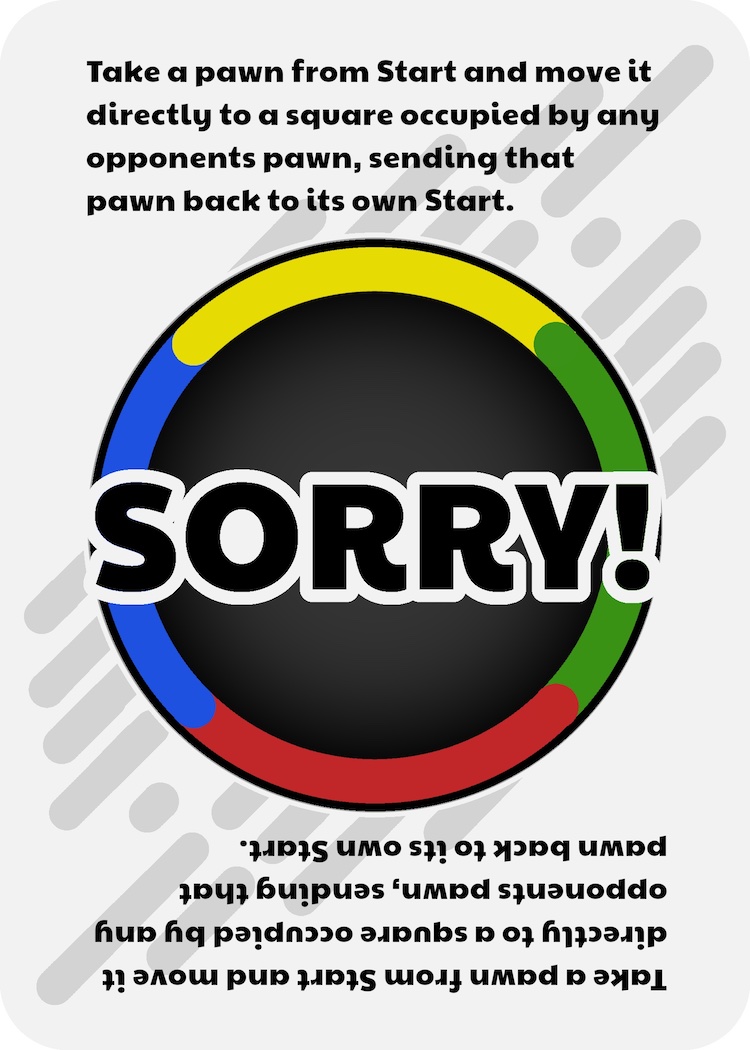 Take a pawn from Start and move it
directly to a square occupied by any
opponents pawn, sending that
pawn back to its own Start.
SORRY!
Take a pawn from Start and move it
directly to a square occupied by any
opponents pawn, sending that
pawn back to its own Start.